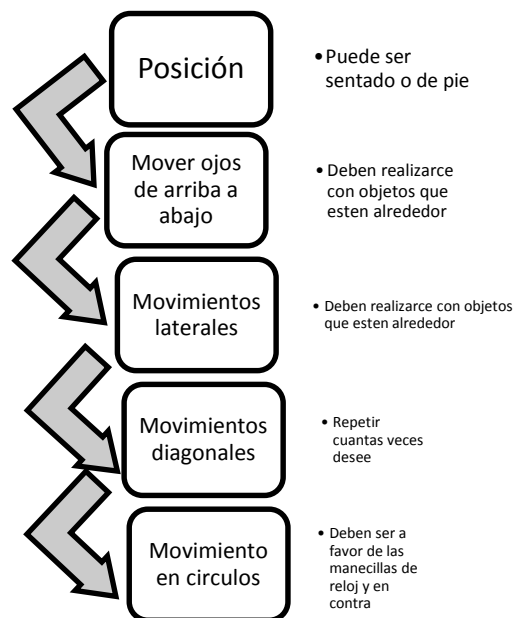 Posición
• Puede ser
sentado o de pie
Mover ojos
de arriba a
abajo
• Deben realizarce
con objetos que
esten alrededor
Movimientos
laterales
• Deben realizarce con objetos
que esten alrededor
Movimientos
diagonales
• Repetir
cuantas veces
desee
Movimiento
en circulos
• Deben ser a
favor de las
manecillas de
reloj y en
contra